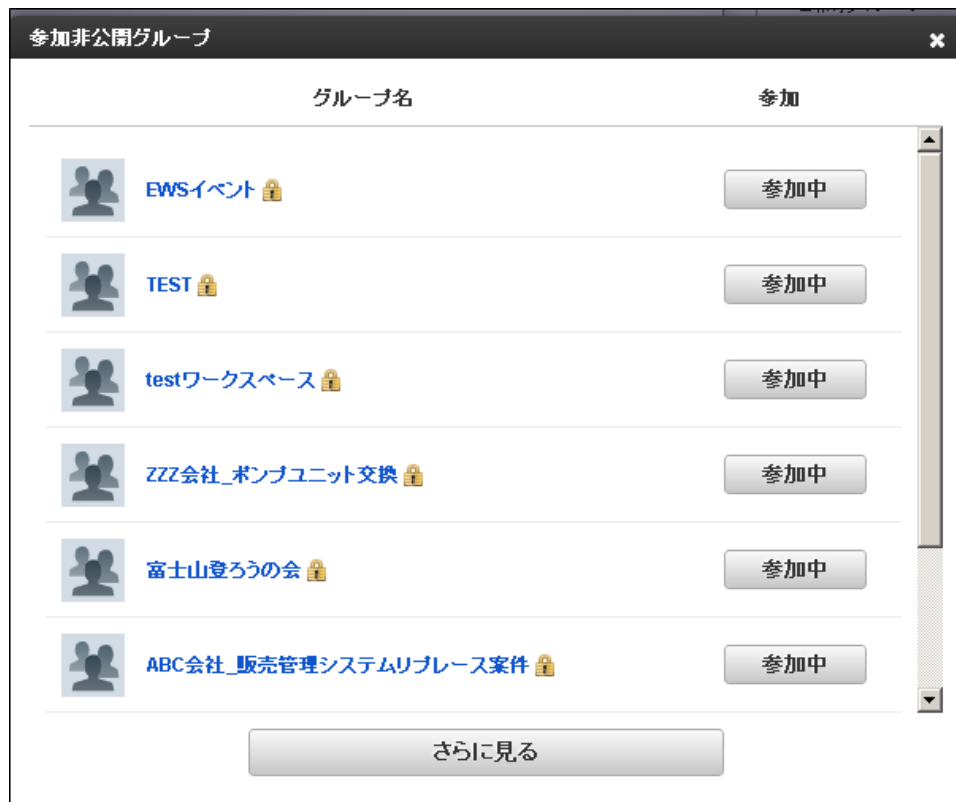 参加非公開グループ
グループ名 参加
EWSイベント 参加中
TEST 参加中
testワークスペース 参加中
ZZZ会社_ポンプユニット交換 参加中
富士山登ろうの会 参加中
ABC会社_販売管理システムリプレース案件 参加中
さらに見る